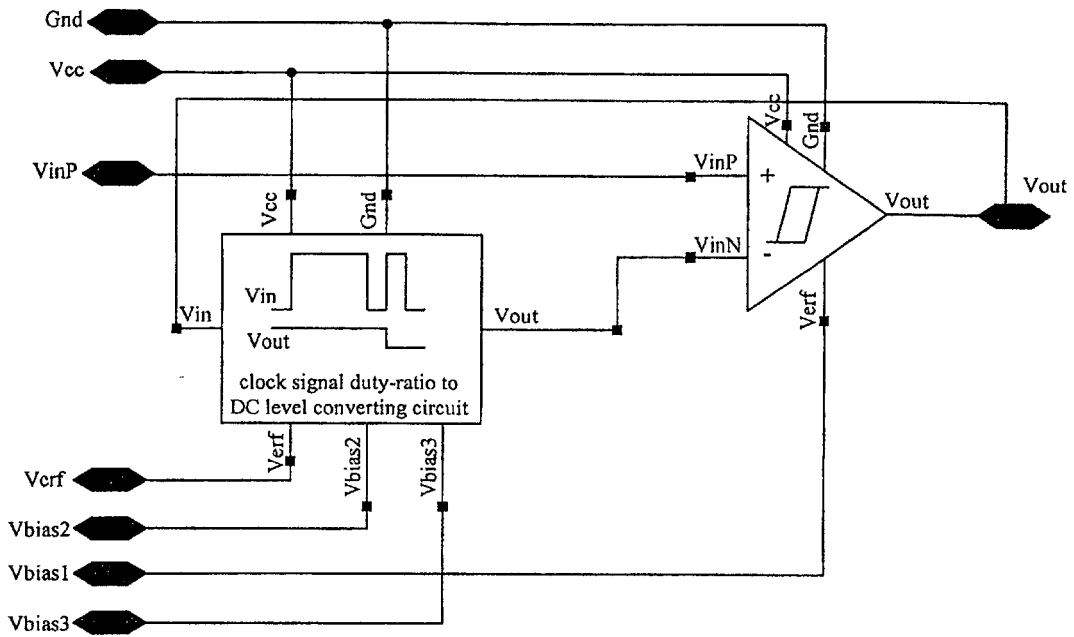 Gnd
Vcc
VinP
Vcc
Gnd
Vcc
Gnd
VinP
+
Vout
Vout
VinN
-
Vin
Vin
Vout
Vout
Verf
clock signal duty-ratio to
DC level converting circuit
Verf
Vbias2
Vbias3
Verf
Vbias2
Vbias1
Vbias3